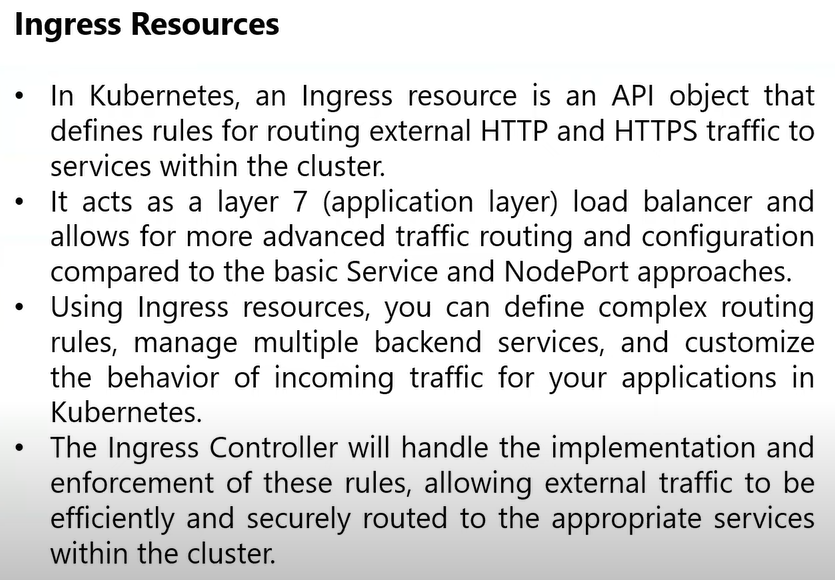 Ingress Resources
• In Kubernetes, an Ingress resource is an API object that
defines rules for routing external HTTP and HTTPS traffic to
services within the cluster.
• It acts as a layer 7 (application layer) load balancer and
allows for more advanced traffic routing and configuration
compared to the basic Service and NodePort approaches.
• Using Ingress resources, you can define complex routing
rules, manage multiple backend services, and customize
the behavior of incoming traffic for your applications in
Kubernetes.
• The Ingress Controller will handle the implementation and
enforcement of these rules, allowing external traffic to be
efficiently and securely routed to the appropriate services
within the cluster.